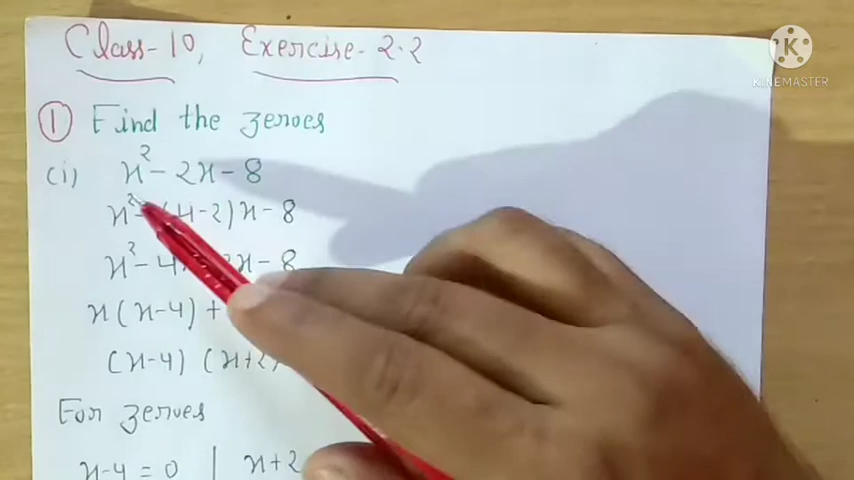 Class-10, Exercise-2.2
KINEMASTER
① Find the zeroes
(i) x² - 2x - 8
x² - (4-2)x - 8
x² - 4 x - 8
x(x-4) +
(x-4) (x+2)
For zeroes
x-4 = 0 | x+2